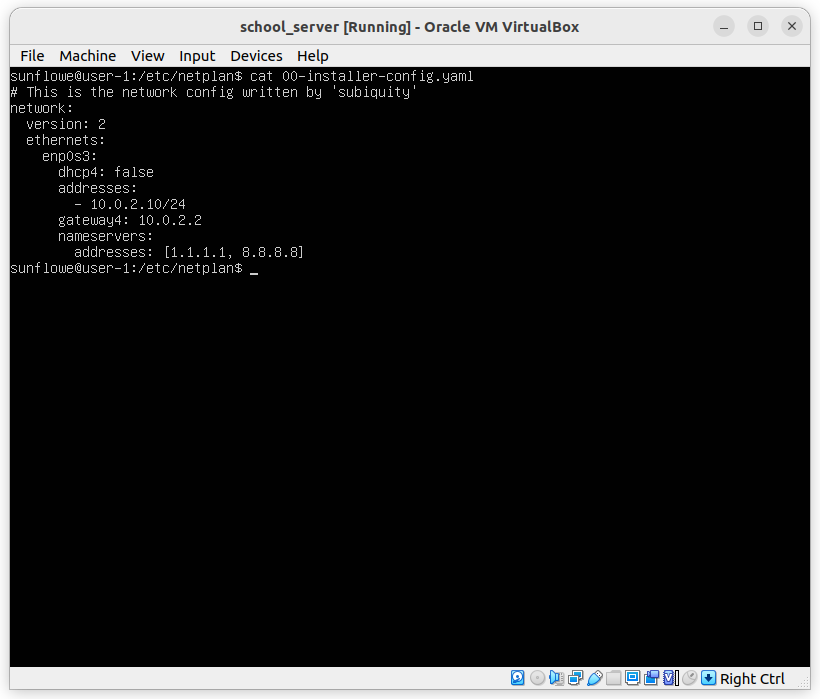 school_server [Running] - Oracle VM VirtualBox
File Machine View Input Devices Help
sunflowe@user-1:/etc/netplan$ cat 00-installer-config.yaml
# This is the network config written by 'subiquity'
network:
  version: 2
  ethernets:
    enp0s3:
      dhcp4: false
      addresses:
        - 10.0.2.10/24
      gateway4: 10.0.2.2
      nameservers:
        addresses: [1.1.1.1, 8.8.8.8]
sunflowe@user-1:/etc/netplan$ _
Right Ctrl